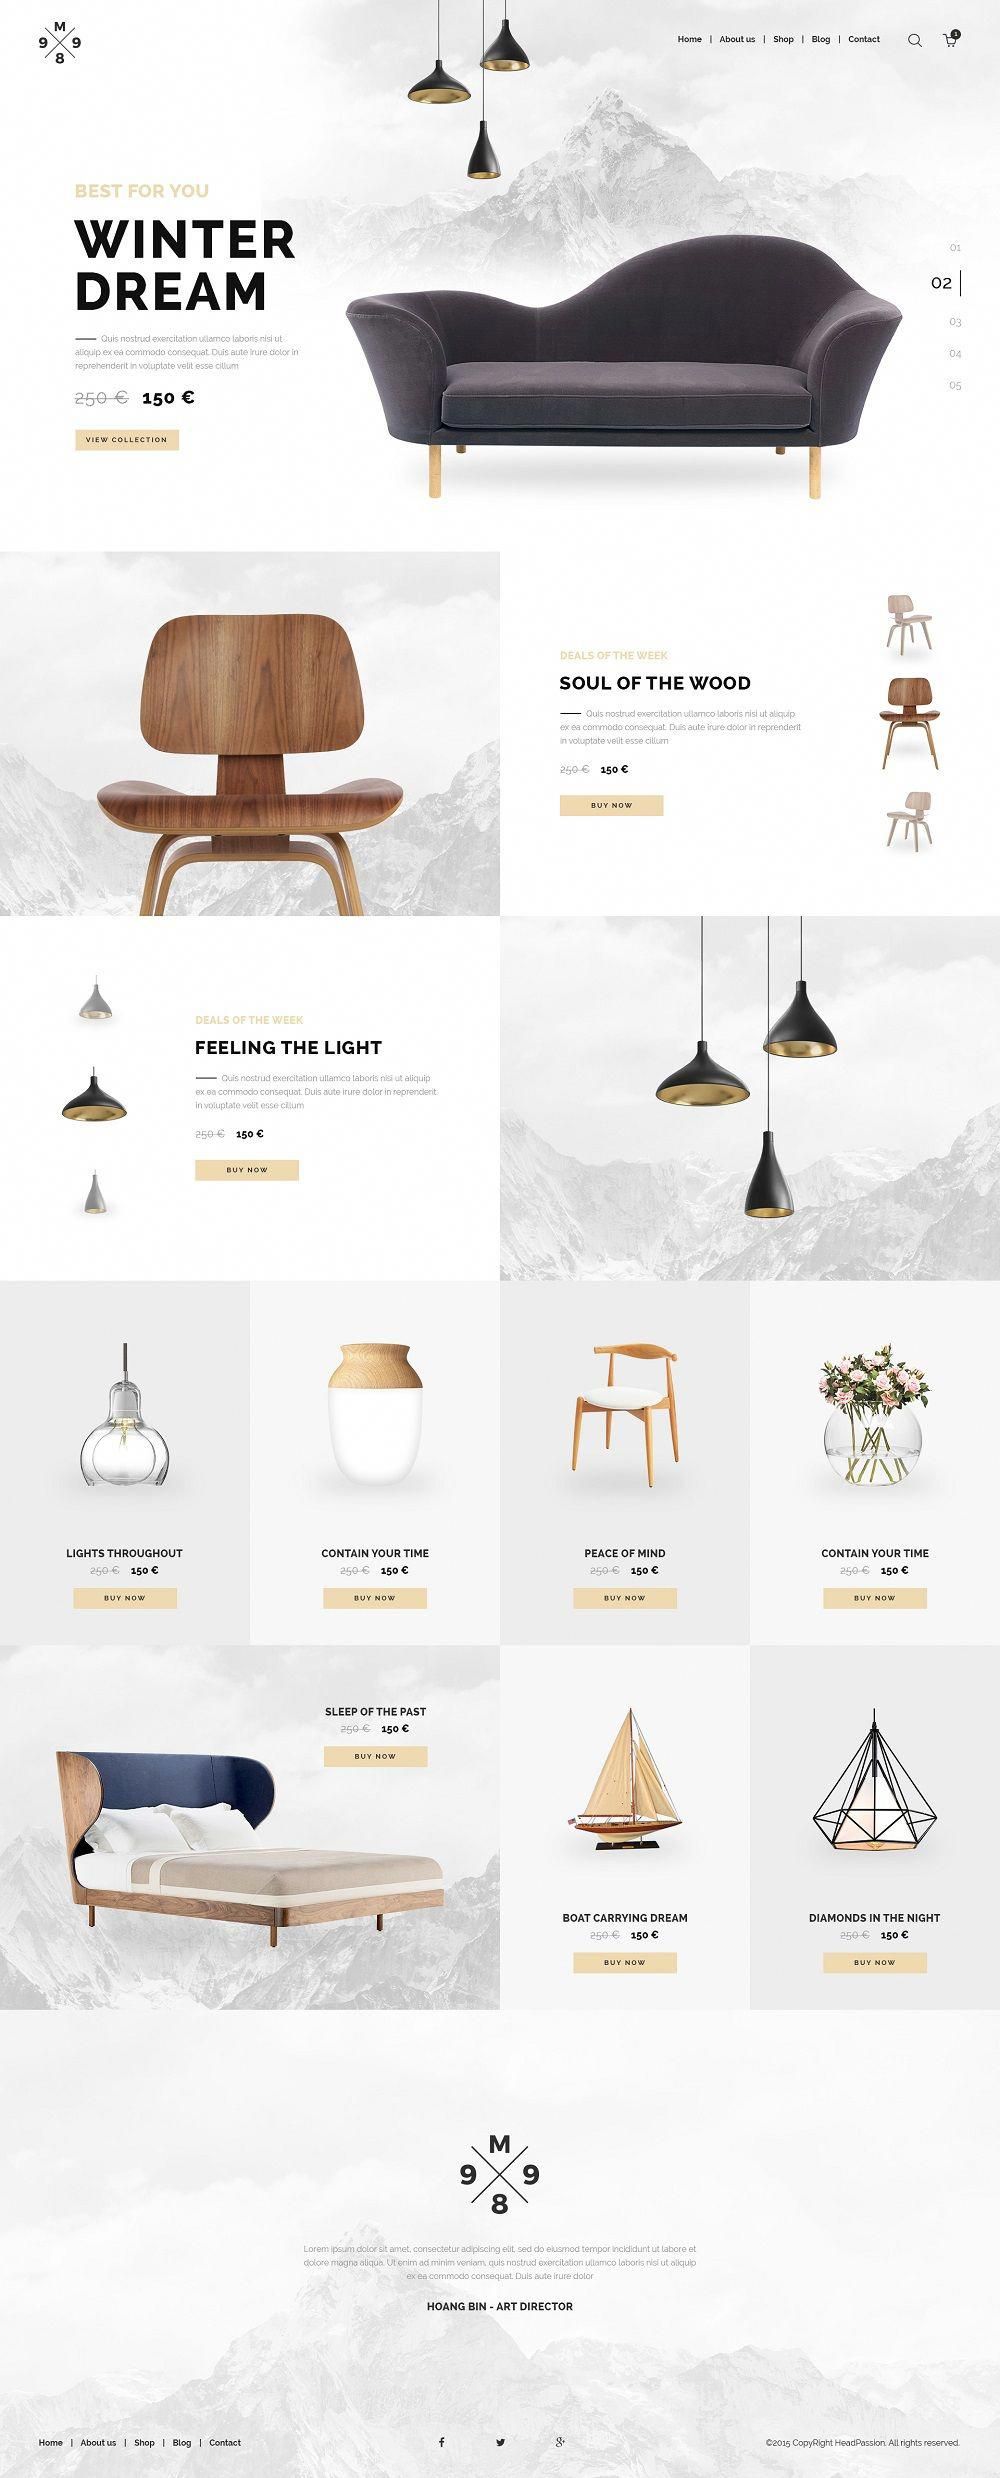 M
9 9
8
Home | About us | Shop | Blog | Contact
1
BEST FOR YOU
WINTER
DREAM
Quis nostrud exercitation ullamco laboris nisi ut
aliquip ex ea commodo consequat. Duis aute irure dolor in
reprehenderit in voluptate velit esse cillum
250 € 150 €
VIEW COLLECTION
01
02
03
04
05
DEALS OF THE WEEK
SOUL OF THE WOOD
Quis nostrud exercitation ullamco laboris nisi ut aliquip
ex ea commodo consequat. Duis aute irure dolor in reprehenderit
in voluptate velit esse cillum
250 € 150 €
BUY NOW
DEALS OF THE WEEK
FEELING THE LIGHT
Quis nostrud exercitation ullamco laboris nisi ut aliquip
ex ea commodo consequat. Duis aute irure dolor in reprehenderit
in voluptate velit esse cillum
250 € 150 €
BUY NOW
LIGHTS THROUGHOUT
250 € 150 €
BUY NOW
CONTAIN YOUR TIME
250 € 150 €
BUY NOW
PEACE OF MIND
250 € 150 €
BUY NOW
CONTAIN YOUR TIME
250 € 150 €
BUY NOW
SLEEP OF THE PAST
250 € 150 €
BUY NOW
BOAT CARRYING DREAM
250 € 150 €
BUY NOW
DIAMONDS IN THE NIGHT
250 € 150 €
BUY NOW
M
9 9
8
Lorem ipsum dolor sit amet, consectetur adipiscing elit, sed do eiusmod tempor incididunt ut labore et
dolore magna aliqua. Ut enim ad minim veniam, quis nostrud exercitation ullamco laboris nisi ut aliquip
ex ea commodo consequat. Duis aute irure dolor
HOANG BIN - ART DIRECTOR
Home | About us | Shop | Blog | Contact
©2015 CopyRight HeadPassion. All rights reserved.